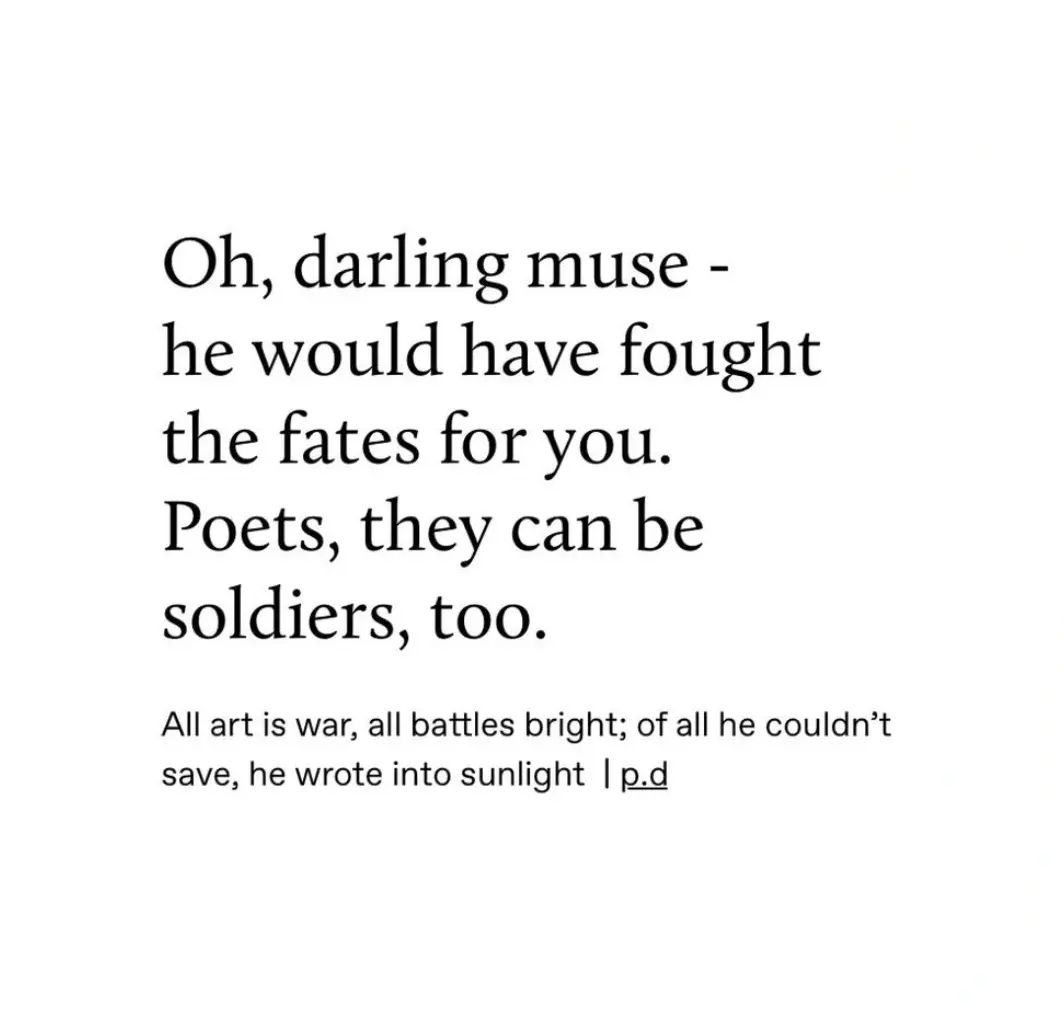 Oh, darling muse -
he would have fought
the fates for you.
Poets, they can be
soldiers, too.
All art is war, all battles bright; of all he couldn’t
save, he wrote into sunlight | p.d